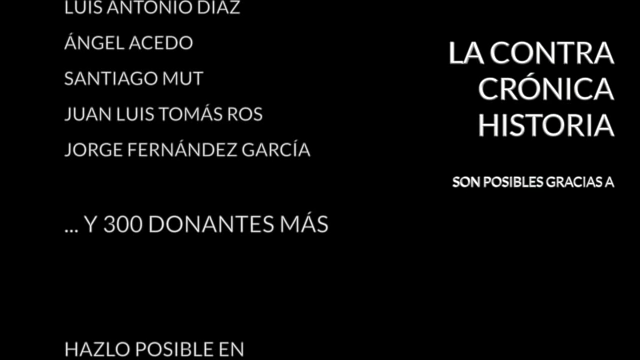 LUIS ANTONIO DÍAZ
ÁNGEL ACEDO
SANTIAGO MUT
JUAN LUIS TOMÁS ROS
JORGE FERNÁNDEZ GARCÍA
... Y 300 DONANTES MÁS
HAZLO POSIBLE EN
LA CONTRA
CRÓNICA
HISTORIA
SON POSIBLES GRACIAS A